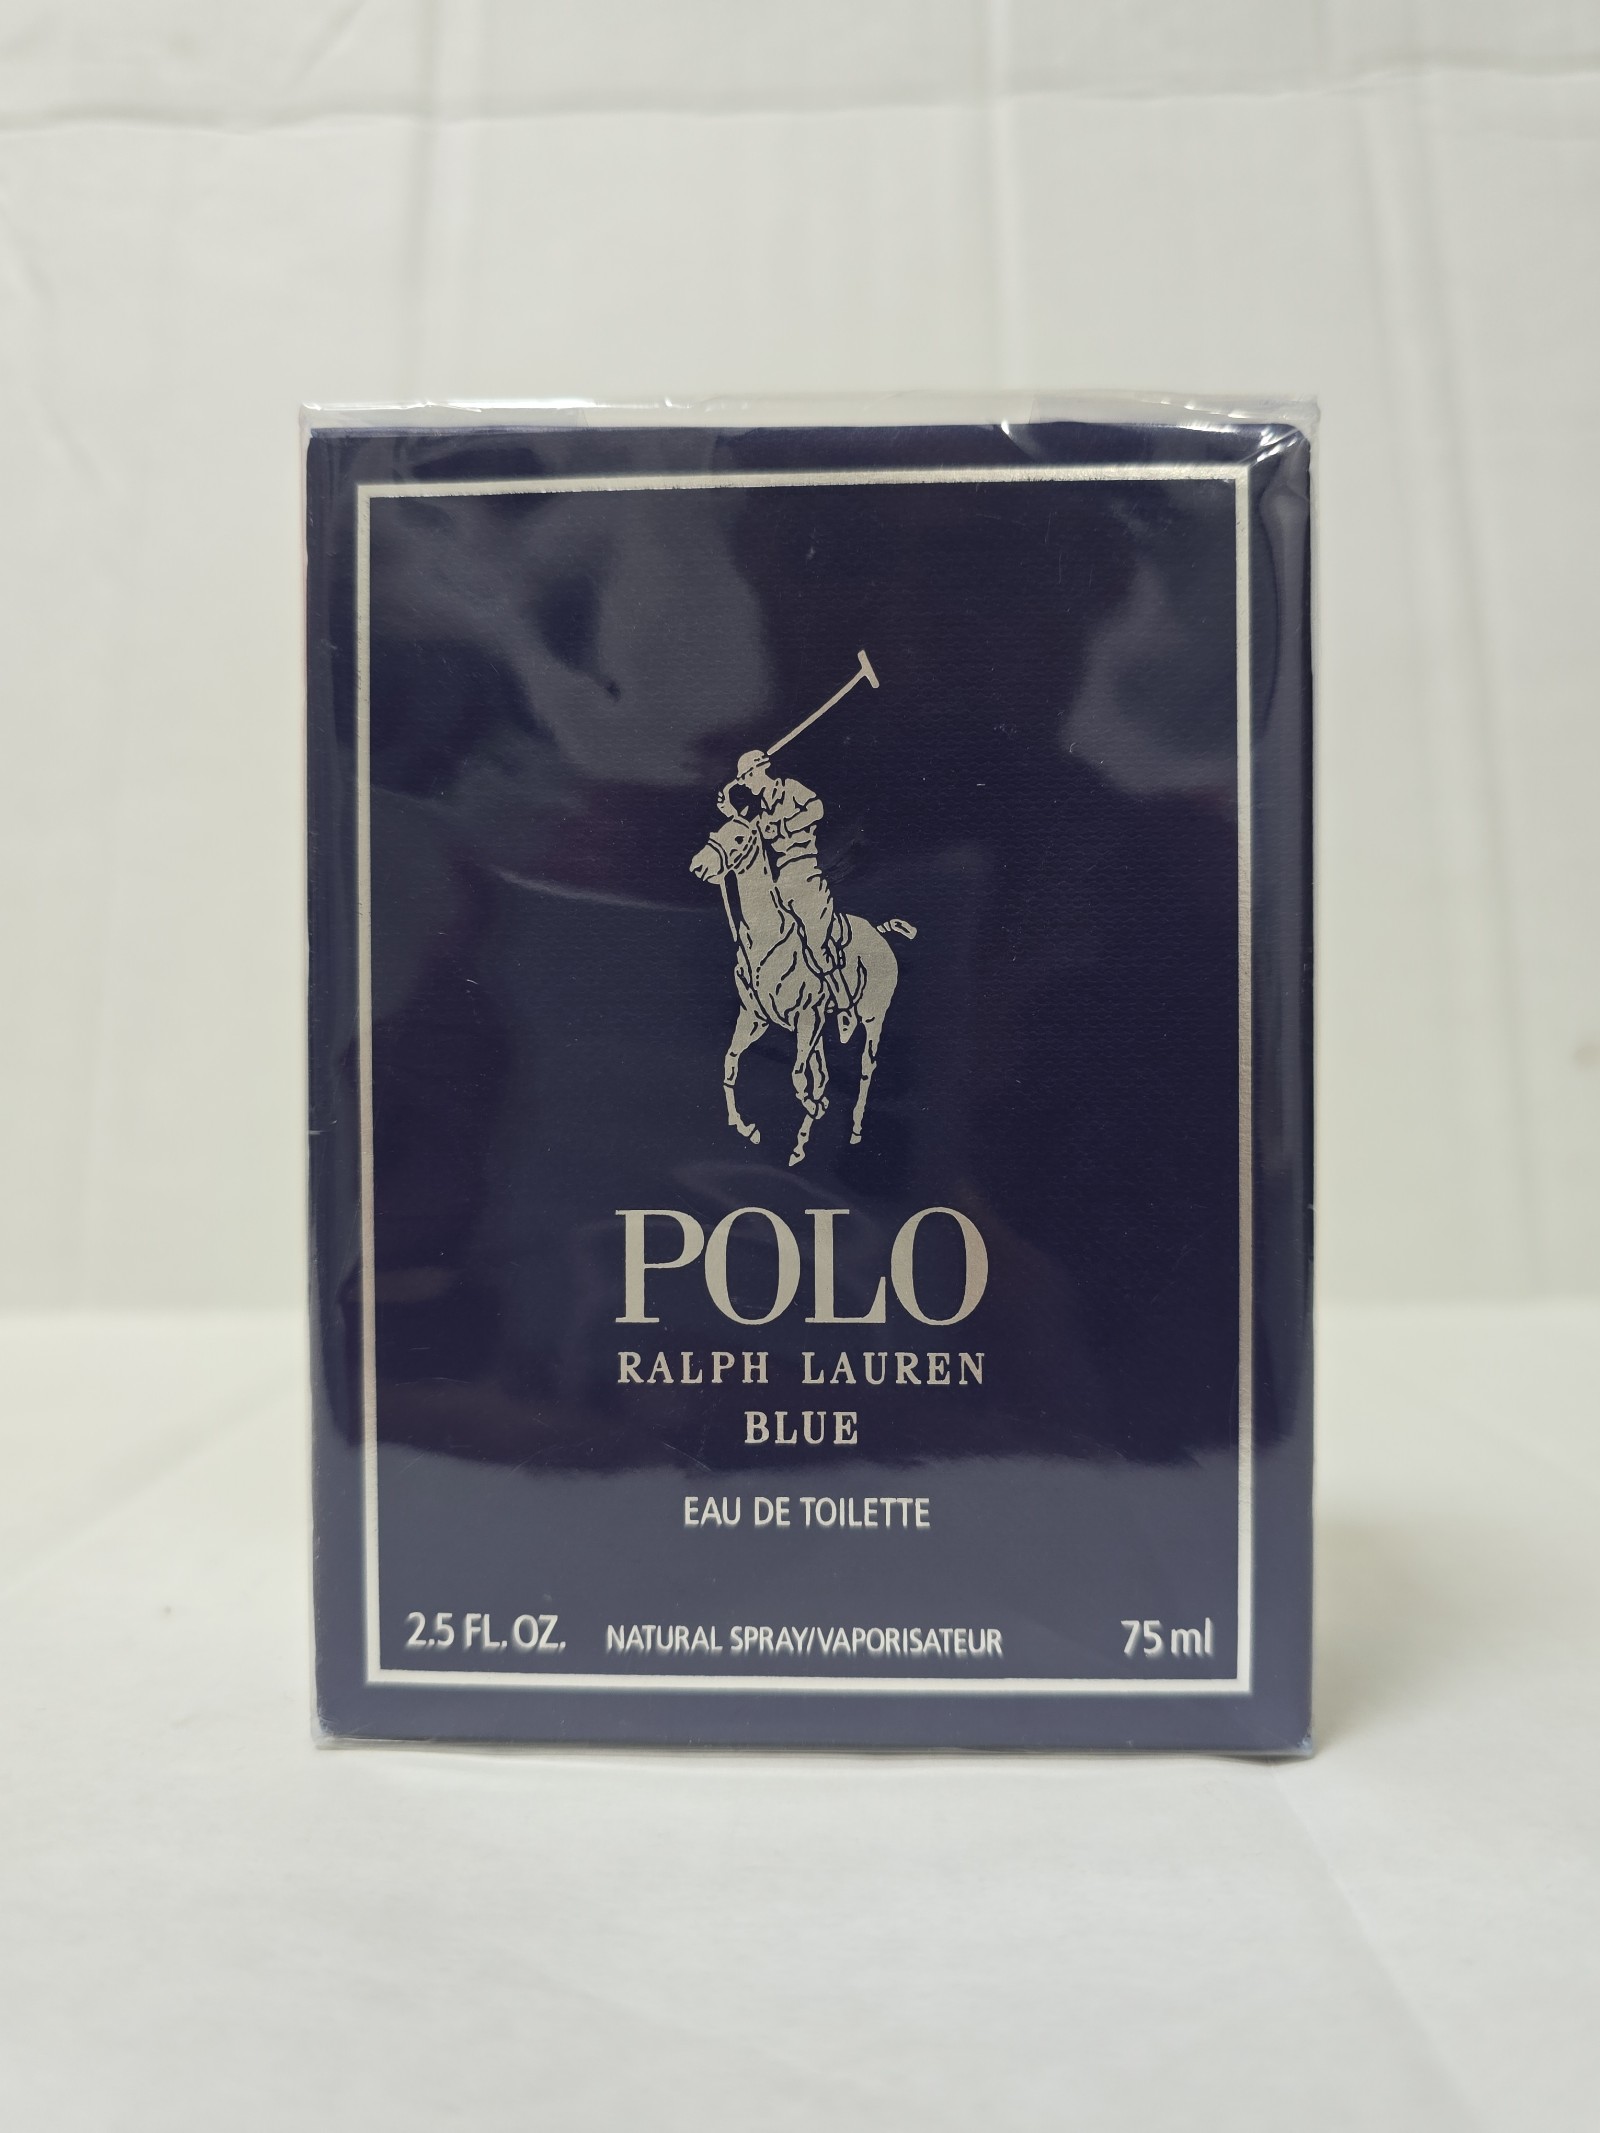 POLO
RALPH LAUREN
BLUE
EAU DE TOILETTE
2.5 FL. OZ. NATURAL SPRAY/VAPORISATEUR 75 ml